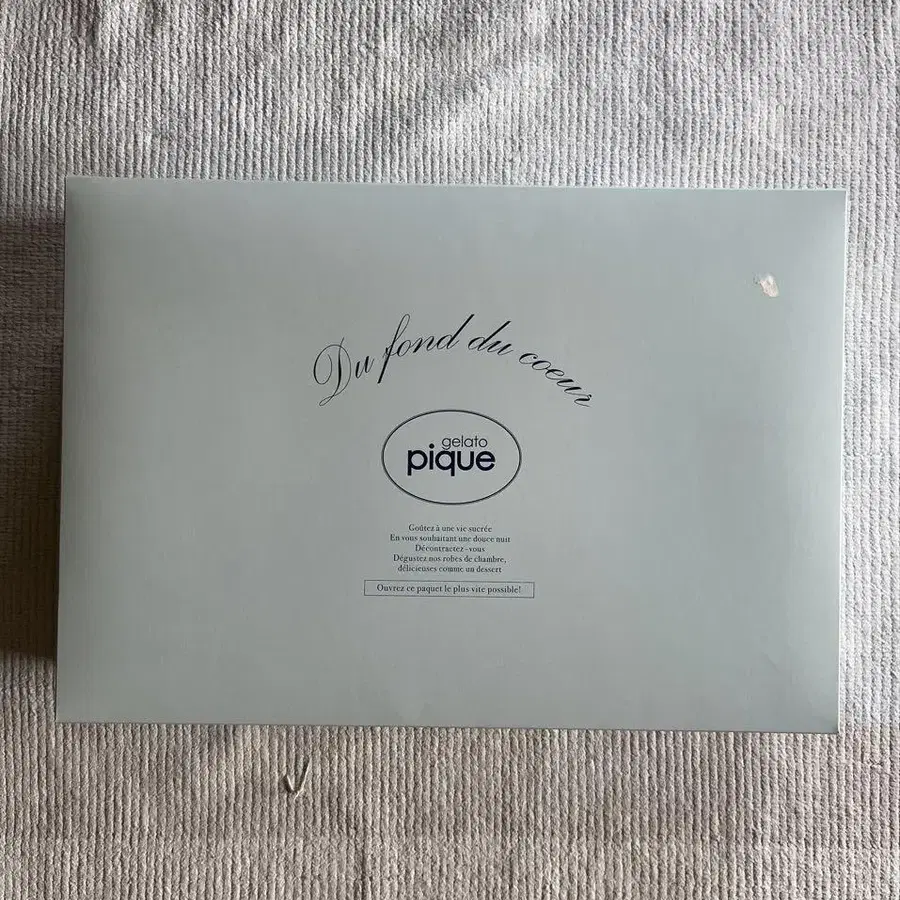 Du fond du coeur
gelato
pique
Goûtez à une vie sucrée
En vous souhaitant une douce nuit
Décontractez-vous
Dégustez nos robes de chambre,
délicieuses comme un dessert
Ouvrez ce paquet le plus vite possible!